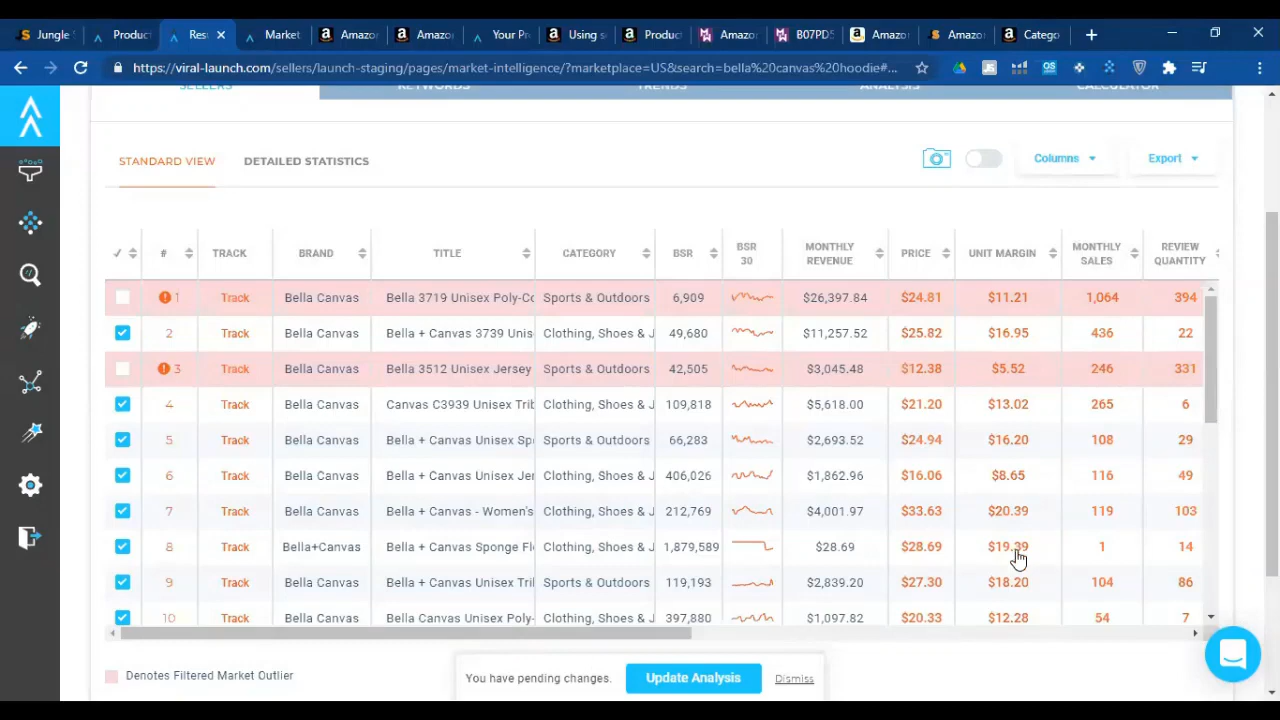 Jungle
Produc
Res
Market
Amazo
Amazo
Your Pr
Using s
Produc
Amazo
B07PD5
Amazo
Amazo
Catego
https://viral-launch.com/sellers/launch-staging/pages/market-intelligence/?marketplace=US&search=bella%20canvas%20hoodie#...
SELLERS KEYWORDS TRENDS ANALYSIS CALCULATOR
STANDARD VIEW DETAILED STATISTICS Columns Export
✓ # TRACK BRAND TITLE CATEGORY BSR BSR 30 MONTHLY REVENUE PRICE UNIT MARGIN MONTHLY SALES REVIEW QUANTITY
1 Track Bella Canvas Bella 3719 Unisex Poly-Co Sports & Outdoors 6,909 $26,397.84 $24.81 $11.21 1,064 394
2 Track Bella Canvas Bella + Canvas 3739 Unis Clothing, Shoes & J 49,680 $11,257.52 $25.82 $16.95 436 22
3 Track Bella Canvas Bella 3512 Unisex Jersey Sports & Outdoors 42,505 $3,045.48 $12.38 $5.52 246 331
4 Track Bella Canvas Canvas C3939 Unisex Trib Clothing, Shoes & J 109,818 $5,618.00 $21.20 $13.02 265 6
5 Track Bella Canvas Bella + Canvas Unisex Sp Sports & Outdoors 66,283 $2,693.52 $24.94 $16.20 108 29
6 Track Bella Canvas Bella + Canvas Unisex Jer Clothing, Shoes & J 406,026 $1,862.96 $16.06 $8.65 116 49
7 Track Bella Canvas Bella + Canvas - Women's Clothing, Shoes & J 212,769 $4,001.97 $33.63 $20.39 119 103
8 Track Bella+Canvas Bella + Canvas Sponge Fl Clothing, Shoes & J 1,879,589 $28.69 $28.69 $19.39 1 14
9 Track Bella Canvas Bella + Canvas Unisex Tri Sports & Outdoors 119,193 $2,839.20 $27.30 $18.20 104 86
10 Track Bella Canvas Bella Canvas Unisex Poly- Clothing, Shoes & J 397,880 $1,097.82 $20.33 $12.28 54 7
Denotes Filtered Market Outlier
You have pending changes. Update Analysis Dismiss